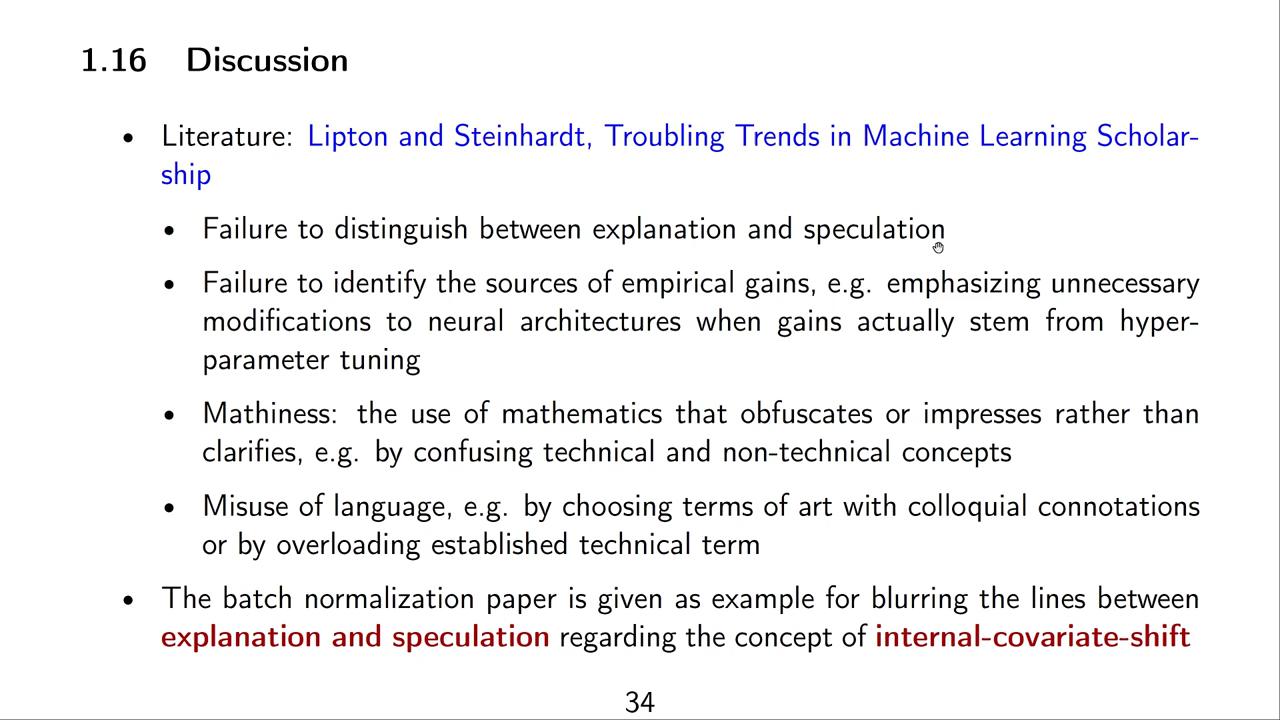 1.16 Discussion
• Literature: Lipton and Steinhardt, Troubling Trends in Machine Learning Scholar-
ship
• Failure to distinguish between explanation and speculation
• Failure to identify the sources of empirical gains, e.g. emphasizing unnecessary
modifications to neural architectures when gains actually stem from hyper-
parameter tuning
• Mathiness: the use of mathematics that obfuscates or impresses rather than
clarifies, e.g. by confusing technical and non-technical concepts
• Misuse of language, e.g. by choosing terms of art with colloquial connotations
or by overloading established technical term
• The batch normalization paper is given as example for blurring the lines between
explanation and speculation regarding the concept of internal-covariate-shift
34